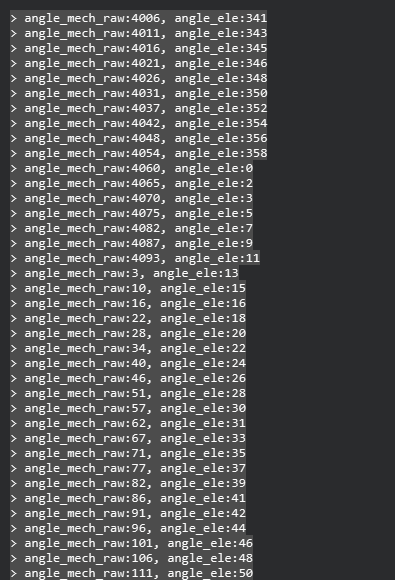 > angle_mech_raw:4006, angle_ele:341
> angle_mech_raw:4011, angle_ele:343
> angle_mech_raw:4016, angle_ele:345
> angle_mech_raw:4021, angle_ele:346
> angle_mech_raw:4026, angle_ele:348
> angle_mech_raw:4031, angle_ele:350
> angle_mech_raw:4037, angle_ele:352
> angle_mech_raw:4042, angle_ele:354
> angle_mech_raw:4048, angle_ele:356
> angle_mech_raw:4054, angle_ele:358
> angle_mech_raw:4060, angle_ele:0
> angle_mech_raw:4065, angle_ele:2
> angle_mech_raw:4070, angle_ele:3
> angle_mech_raw:4075, angle_ele:5
> angle_mech_raw:4082, angle_ele:7
> angle_mech_raw:4087, angle_ele:9
> angle_mech_raw:4093, angle_ele:11
> angle_mech_raw:3, angle_ele:13
> angle_mech_raw:10, angle_ele:15
> angle_mech_raw:16, angle_ele:16
> angle_mech_raw:22, angle_ele:18
> angle_mech_raw:28, angle_ele:20
> angle_mech_raw:34, angle_ele:22
> angle_mech_raw:40, angle_ele:24
> angle_mech_raw:46, angle_ele:26
> angle_mech_raw:51, angle_ele:28
> angle_mech_raw:57, angle_ele:30
> angle_mech_raw:62, angle_ele:31
> angle_mech_raw:67, angle_ele:33
> angle_mech_raw:71, angle_ele:35
> angle_mech_raw:77, angle_ele:37
> angle_mech_raw:82, angle_ele:39
> angle_mech_raw:86, angle_ele:41
> angle_mech_raw:91, angle_ele:42
> angle_mech_raw:96, angle_ele:44
> angle_mech_raw:101, angle_ele:46
> angle_mech_raw:106, angle_ele:48
> angle_mech_raw:111, angle_ele:50